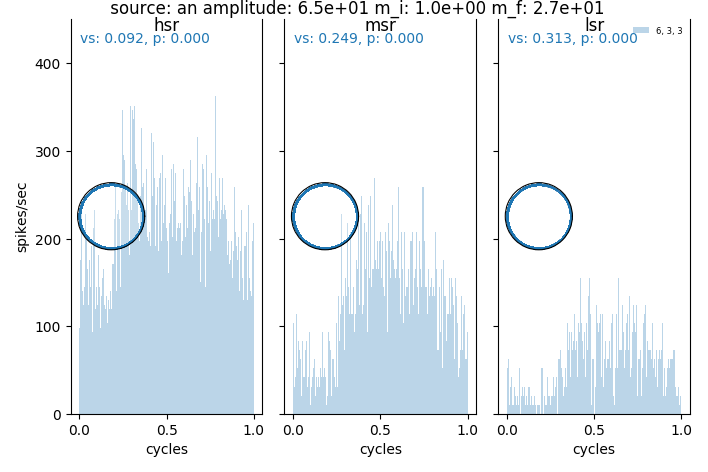 source: an amplitude: 6.5e+01 m_i: 1.0e+00 m_f: 2.7e+01
hsr
msr
lsr
vs: 0.092, p: 0.000
vs: 0.249, p: 0.000
vs: 0.313, p: 0.000
6, 3, 3
400
300
200
100
0
spikes/sec
0.0
0.5
1.0
0.0
0.5
1.0
0.0
0.5
1.0
cycles
cycles
cycles